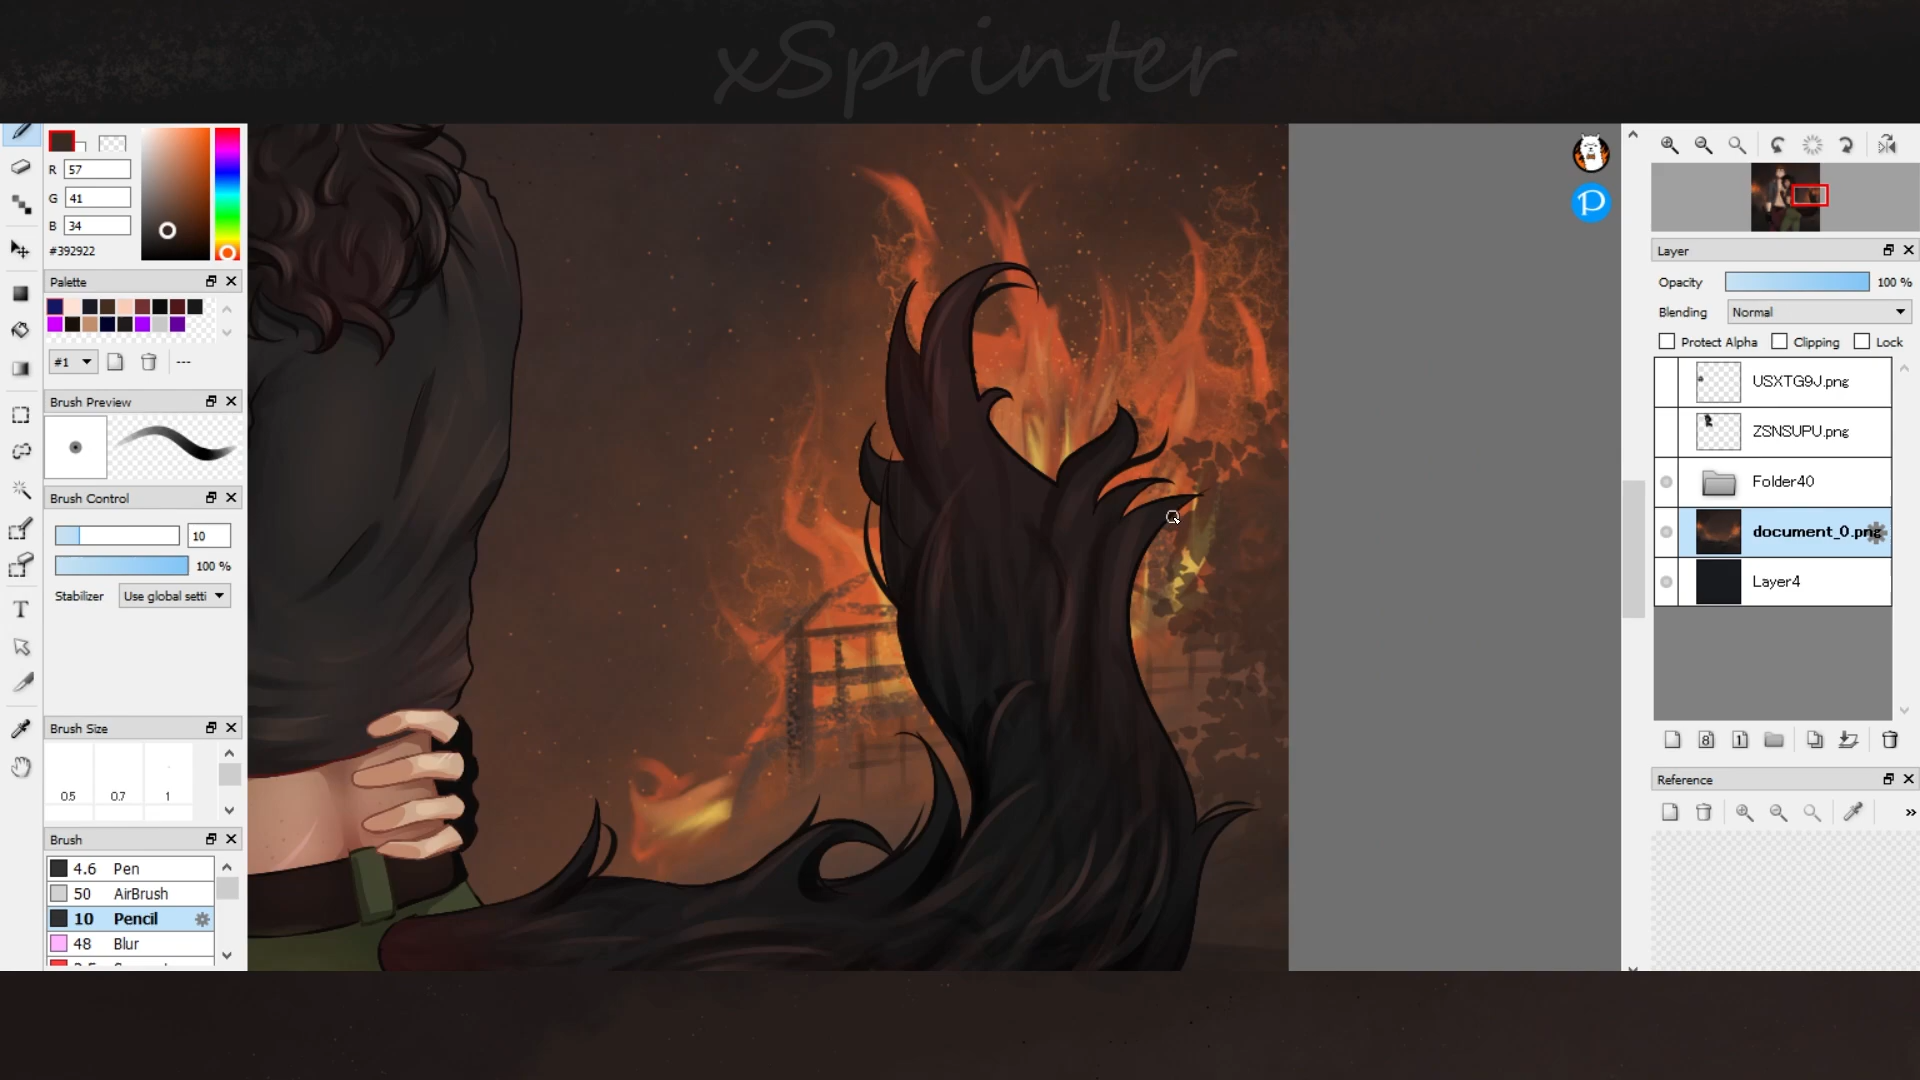 xSprinter
R 57
G 41
B 34
#392922
Palette
#1
---
Brush Preview
Brush Control
10
100 %
Stabilizer Use global setti
Brush Size
0.5 0.7 1
Brush
4.6 Pen
50 AirBrush
10 Pencil
48 Blur
P
Layer
Opacity 100 %
Blending Normal
Protect Alpha Clipping Lock
USXTG9J.png
ZSNSUPU.png
Folder40
document_0.png
Layer4
8 1
Reference
»
T